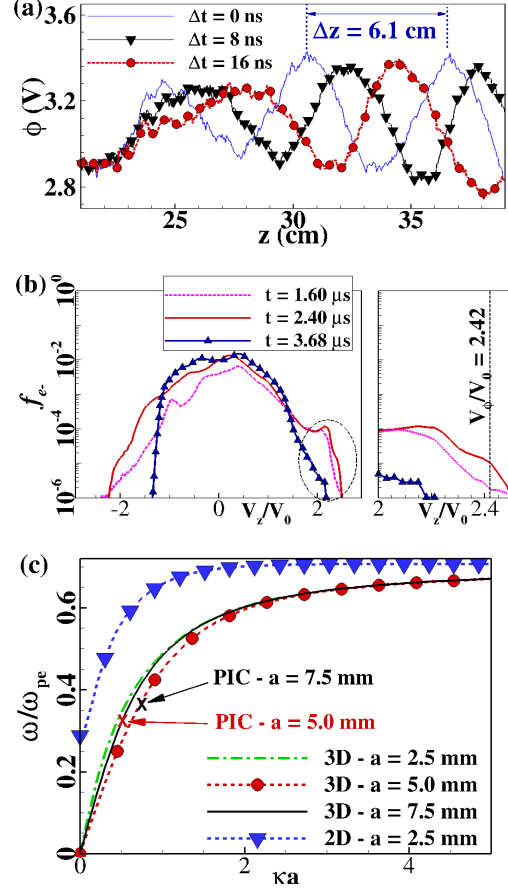 (a)
Δt = 0 ns
Δt = 8 ns
Δt = 16 ns
Δz = 6.1 cm
3.6
3.2
2.8
ϕ (V)
25 30 35
z (cm)
(b)
t = 1.60 μs
t = 2.40 μs
t = 3.68 μs
10⁰
10⁻²
10⁻⁴
10⁻⁶
f_e-
-2 0 2
V_z/V_0
V_ϕ/V_0 = 2.42
2 2.4
V_z/V_0
(c)
0.6
0.4
0.2
0
ω/ω_pe
PIC - a = 7.5 mm
PIC - a = 5.0 mm
3D - a = 2.5 mm
3D - a = 5.0 mm
3D - a = 7.5 mm
2D - a = 2.5 mm
0 2 4
κa